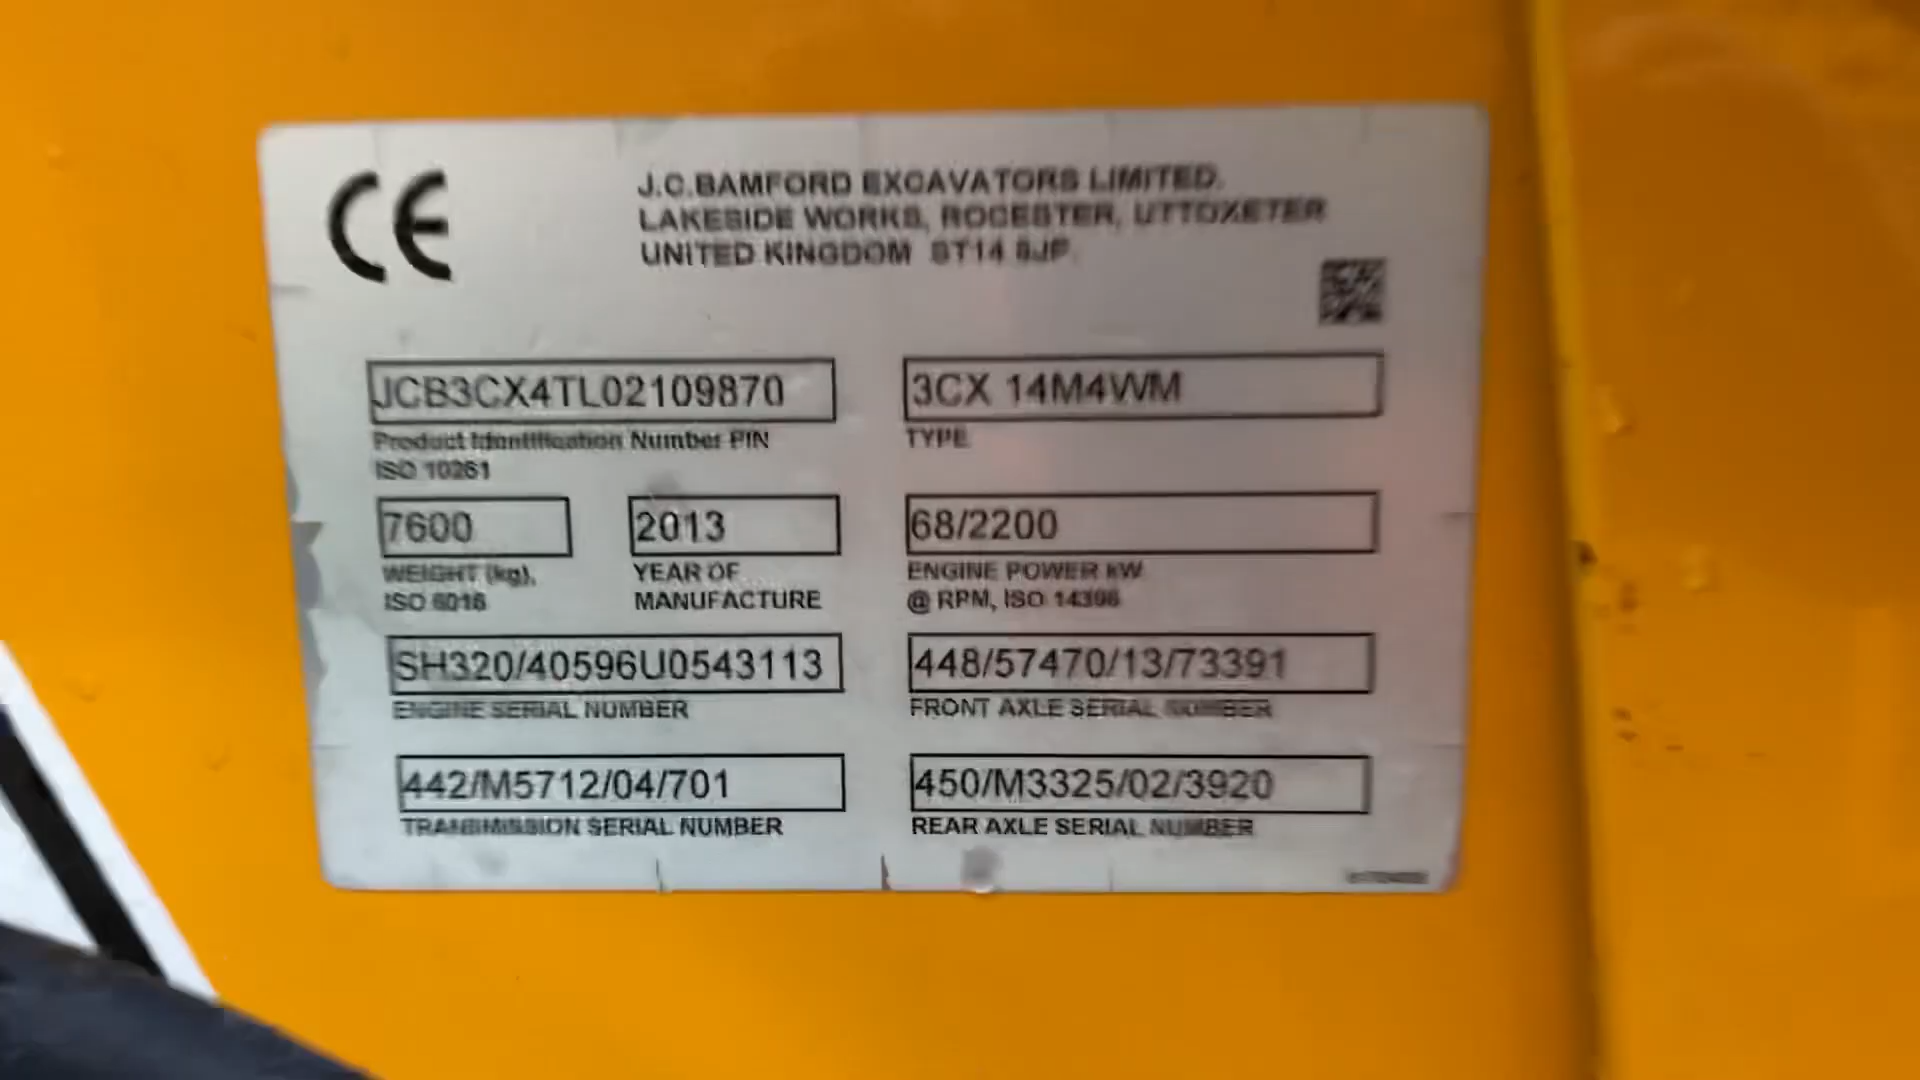 CE
J.C.BAMFORD EXCAVATORS LIMITED.
LAKESIDE WORKS, ROCESTER, UTTOXETER
UNITED KINGDOM ST14 5JP.
JCB3CX4TL02109870
Product Identification Number PIN
ISO 10261
3CX 14M4WM
TYPE
7600
WEIGHT (kg),
ISO 6016
2013
YEAR OF
MANUFACTURE
68/2200
ENGINE POWER kW
@ RPM, ISO 14396
SH320/40596U0543113
ENGINE SERIAL NUMBER
448/57470/13/73391
FRONT AXLE SERIAL NUMBER
442/M5712/04/701
TRANSMISSION SERIAL NUMBER
450/M3325/02/3920
REAR AXLE SERIAL NUMBER